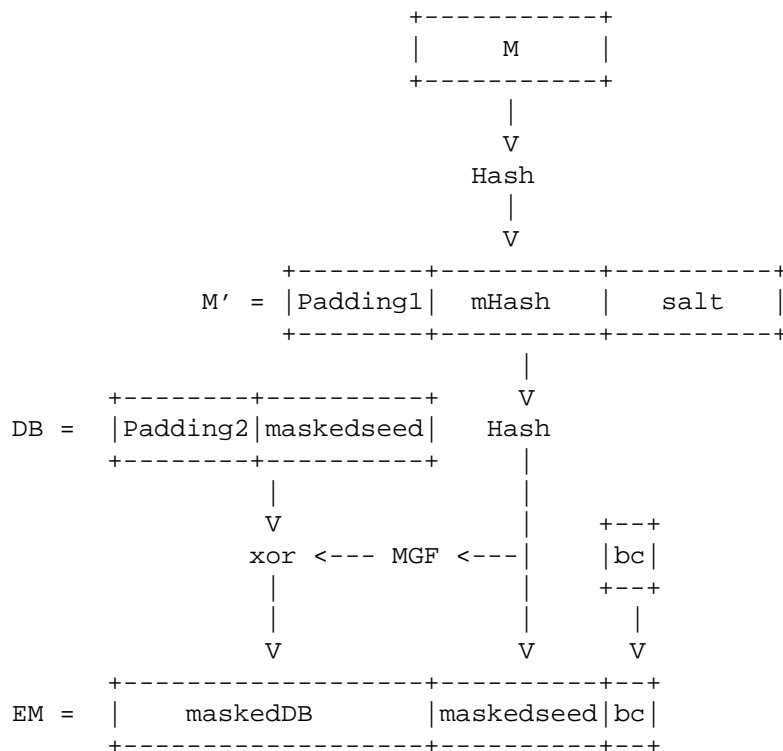 M
Hash
M' = Padding1 mHash salt
DB = Padding2 maskedseed Hash
xor <--- MGF <--- bc
EM = maskedDB maskedseed bc